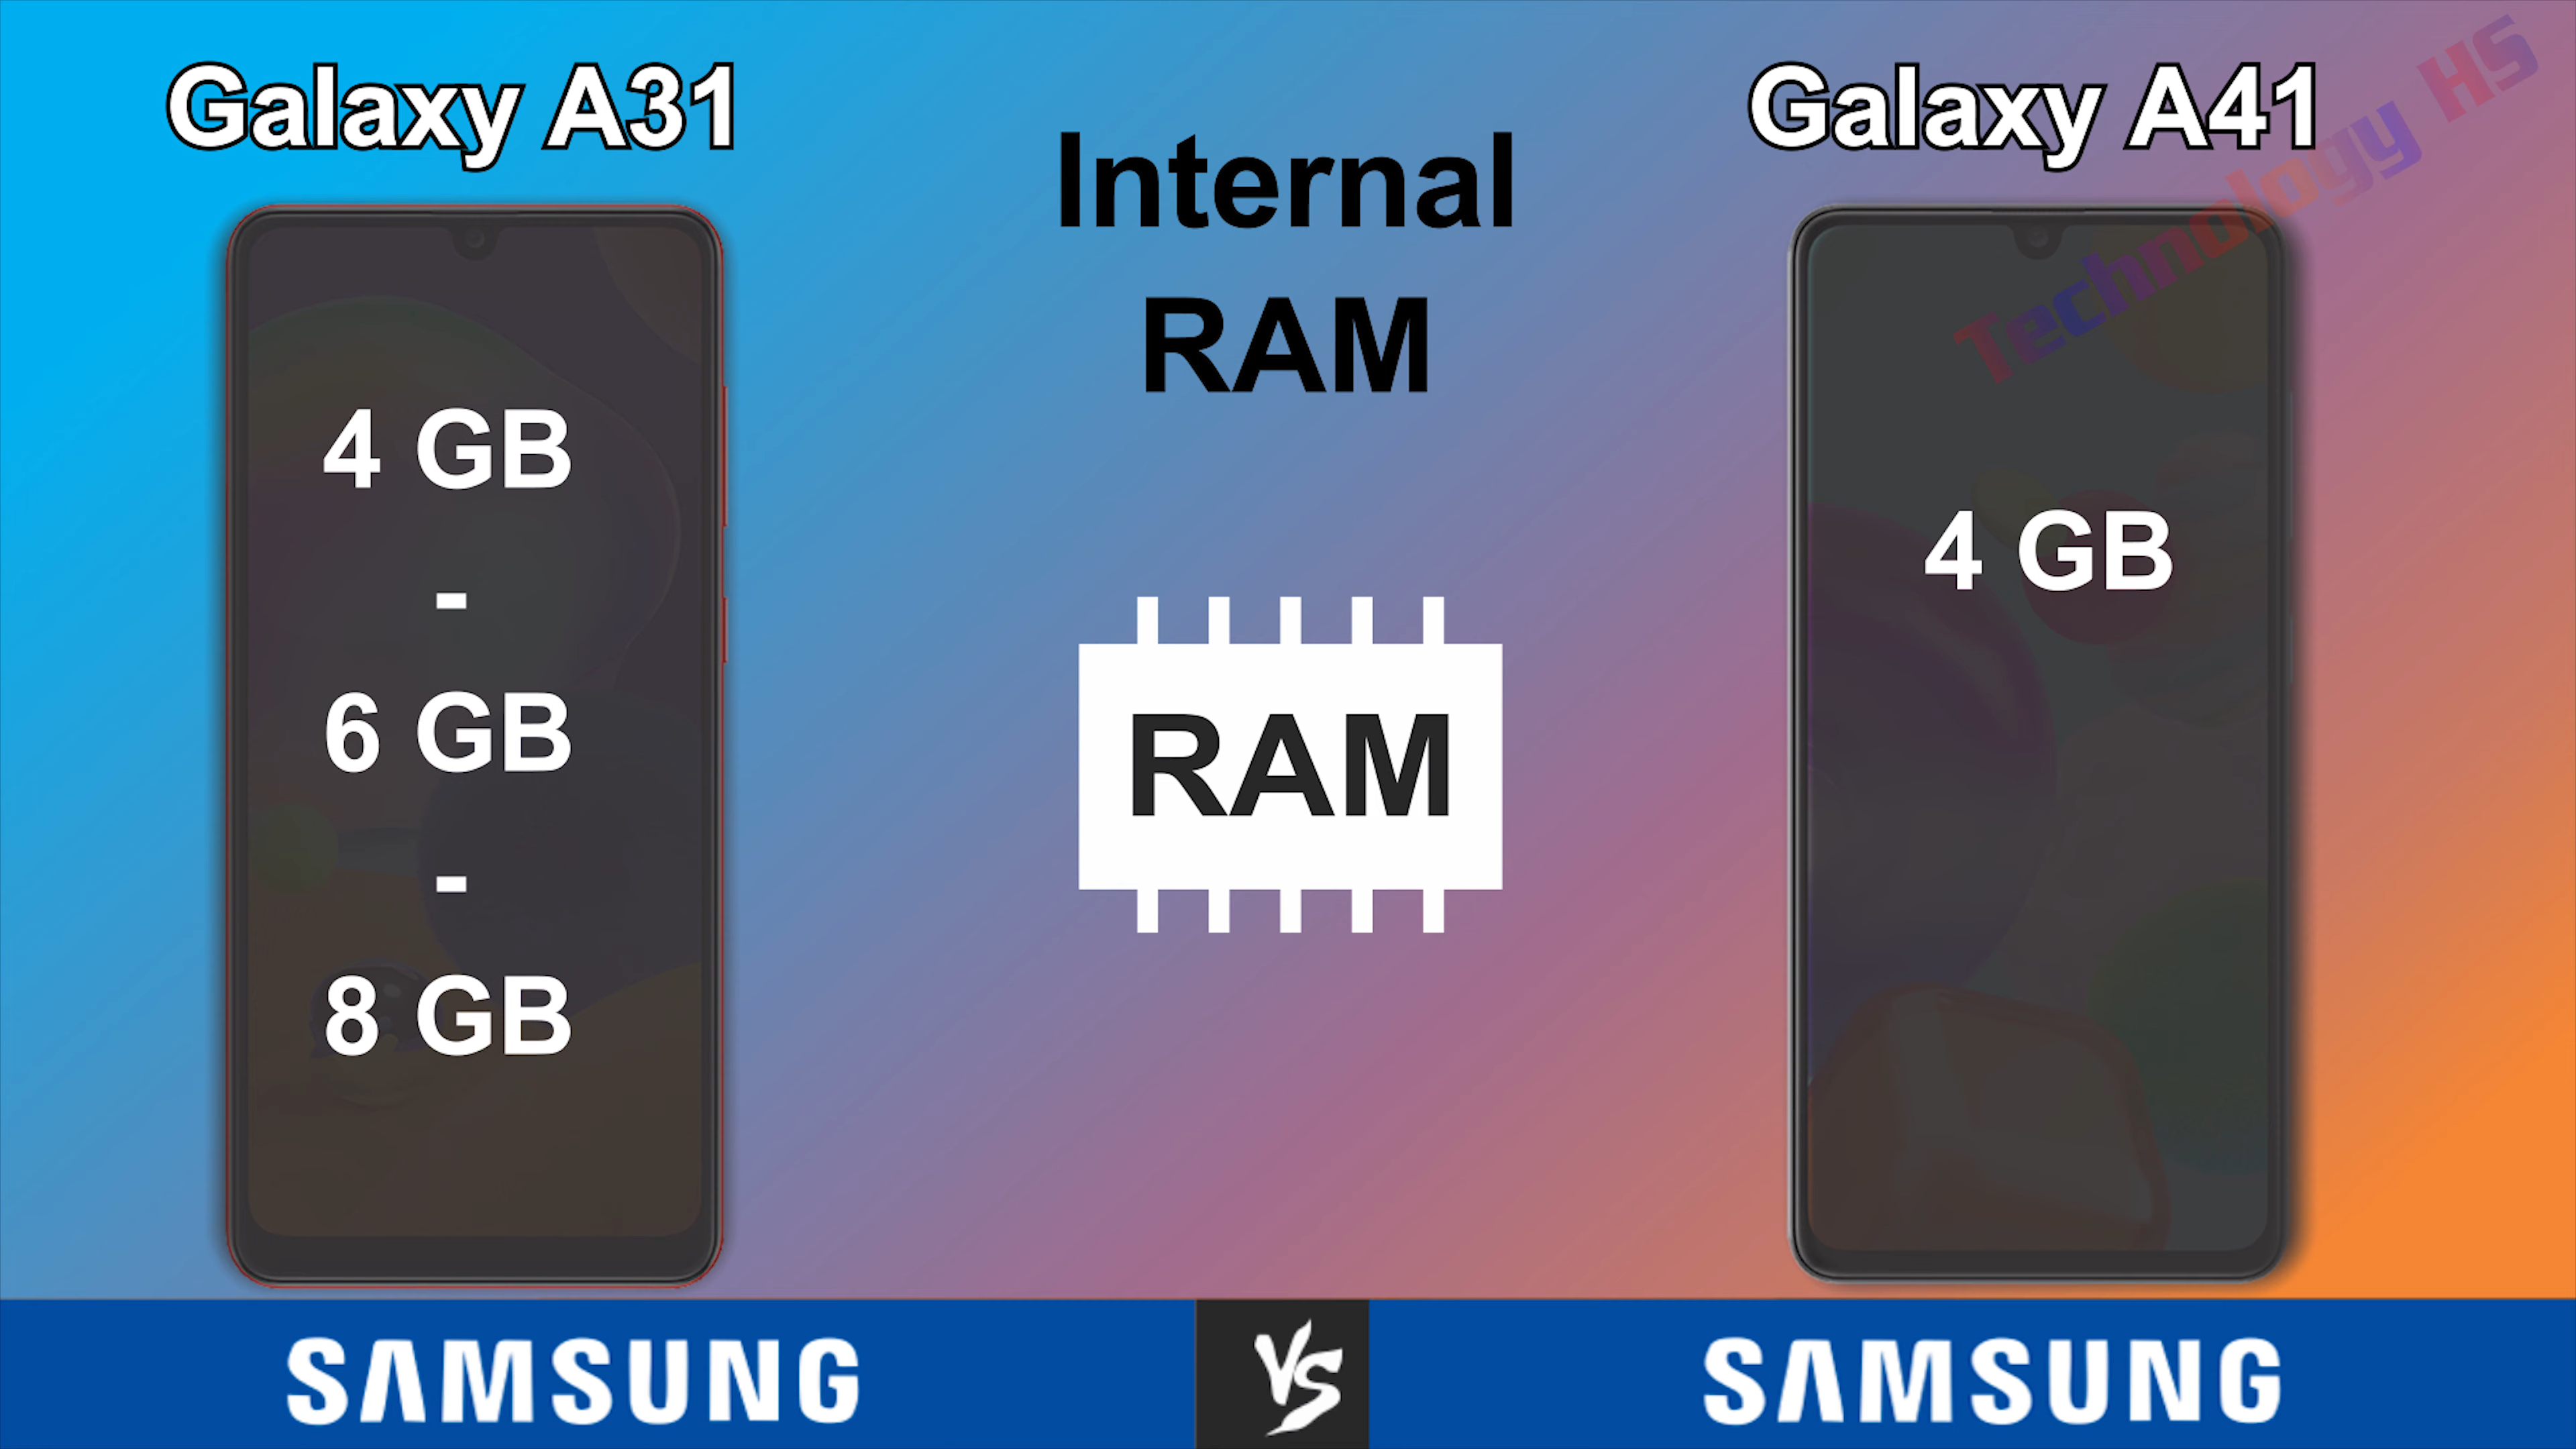 Galaxy A31
Internal
RAM
Galaxy A41
Technology HS
4 GB
-
6 GB
-
8 GB
RAM
4 GB
SAMSUNG
VS
SAMSUNG